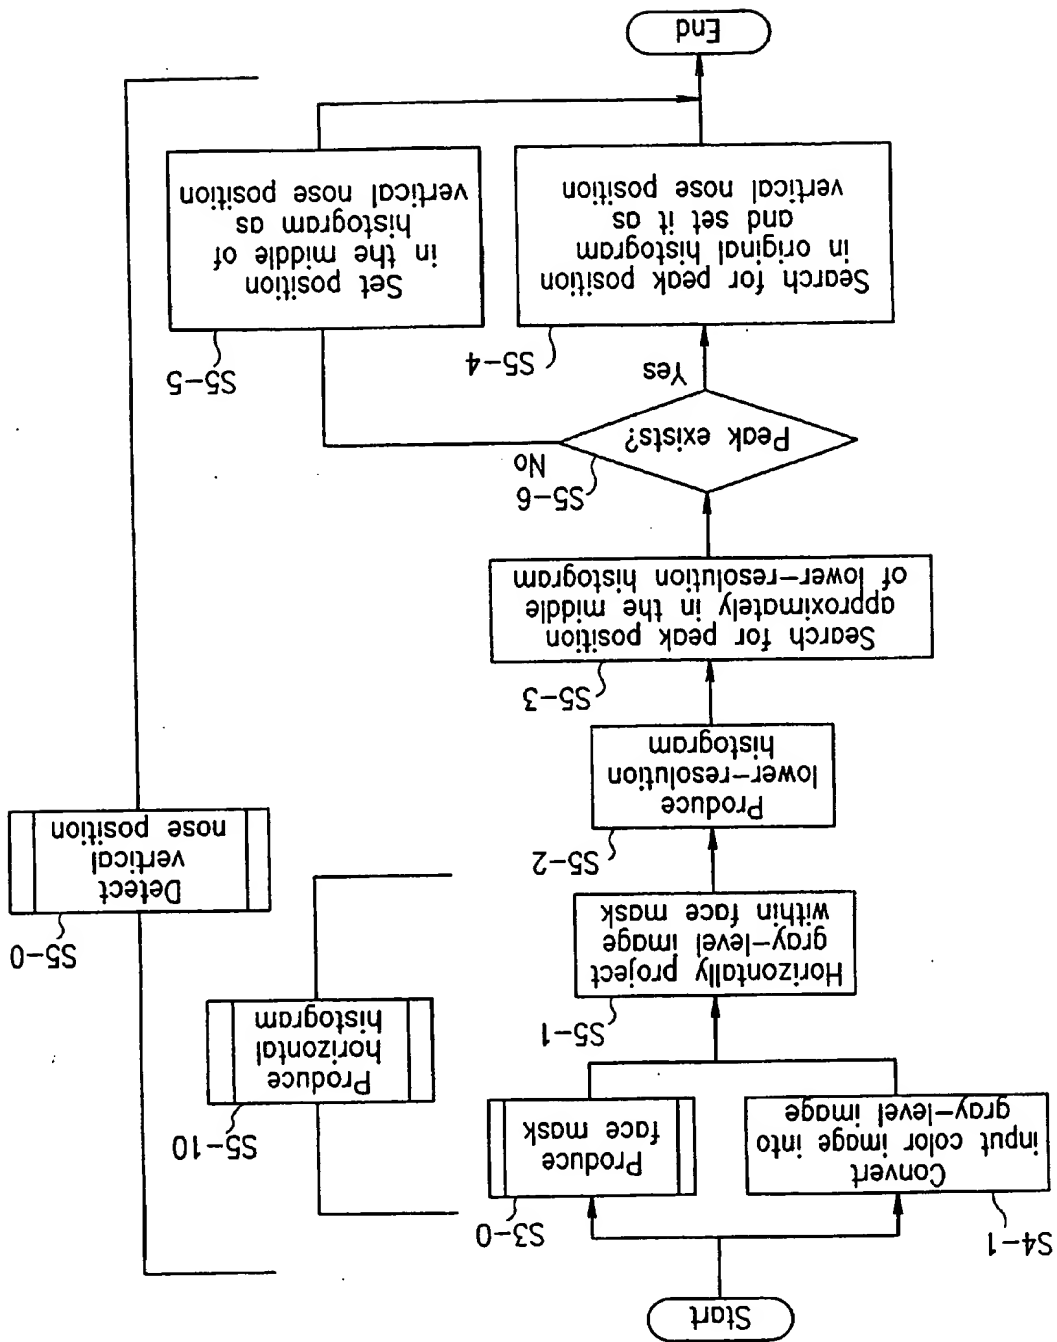 Start
S4-1
Convert
input color image into
gray-level image
S3-0
Produce
face mask
S5-10
Produce
horizontal
histogram
S5-1
Horizontally project
gray-level image
within face mask
S5-0
Detect
vertical
nose position
S5-2
Produce
lower-resolution
histogram
S5-3
Search for peak position
approximately in the middle
of lower-resolution histogram
S5-6
Peak exists?
No
Yes
S5-4
Search for peak position
in original histogram
and set it as
vertical nose position
S5-5
Set position
in the middle of
histogram as
vertical nose position
End